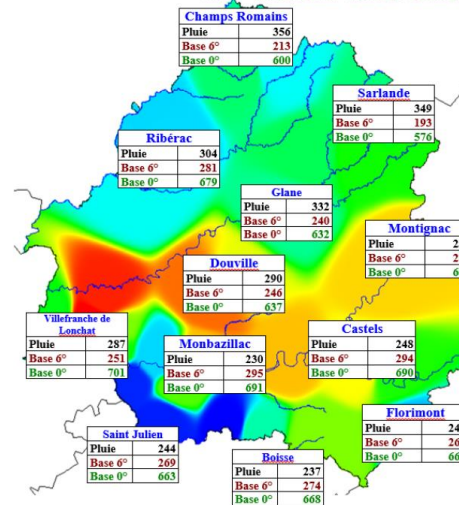 Champs Romains
Pluie 356
Base 6° 213
Base 0° 600
Sarlande
Pluie 349
Base 6° 193
Base 0° 576
Ribérac
Pluie 304
Base 6° 281
Base 0° 679
Glane
Pluie 332
Base 6° 240
Base 0° 632
Montignac
Pluie
Base 6°
Base 0°
Douville
Pluie 290
Base 6° 246
Base 0° 637
Villefranche de
Lonchat
Pluie 287
Base 6° 251
Base 0° 701
Monbazillac
Pluie 230
Base 6° 295
Base 0° 691
Castels
Pluie 248
Base 6° 294
Base 0° 690
Florimont
Pluie
Base 6°
Base 0°
Saint Julien
Pluie 244
Base 6° 269
Base 0° 663
Boisse
Pluie 237
Base 6° 274
Base 0° 668